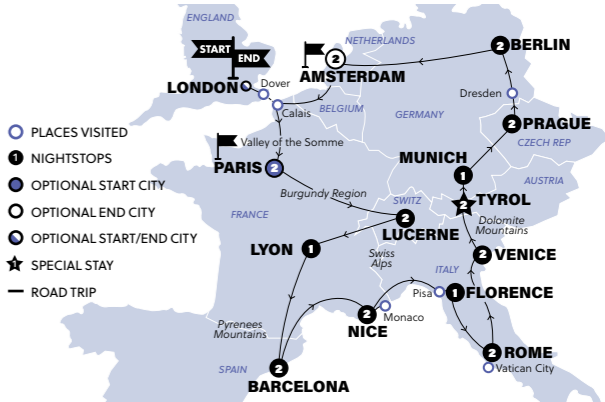 ENGLAND
START
END
LONDON
Dover
Calais
NETHERLANDS
2
AMSTERDAM
BELGIUM
2
BERLIN
Dresden
GERMANY
2
PRAGUE
CZECH REP
PLACES VISITED
1 NIGHTSTOPS
OPTIONAL START CITY
OPTIONAL END CITY
OPTIONAL START/END CITY
1 SPECIAL STAY
ROAD TRIP
Valley of the Somme
PARIS
2
Burgundy Region
MUNICH
1
AUSTRIA
SWITZ
2
TYROL
Dolomite
Mountains
FRANCE
2
LUCERNE
LYON
1
Swiss
Alps
2
VENICE
ITALY
Pisa
1
FLORENCE
2
NICE
Monaco
Pyrenees
Mountains
2
ROME
Vatican City
SPAIN
2
BARCELONA